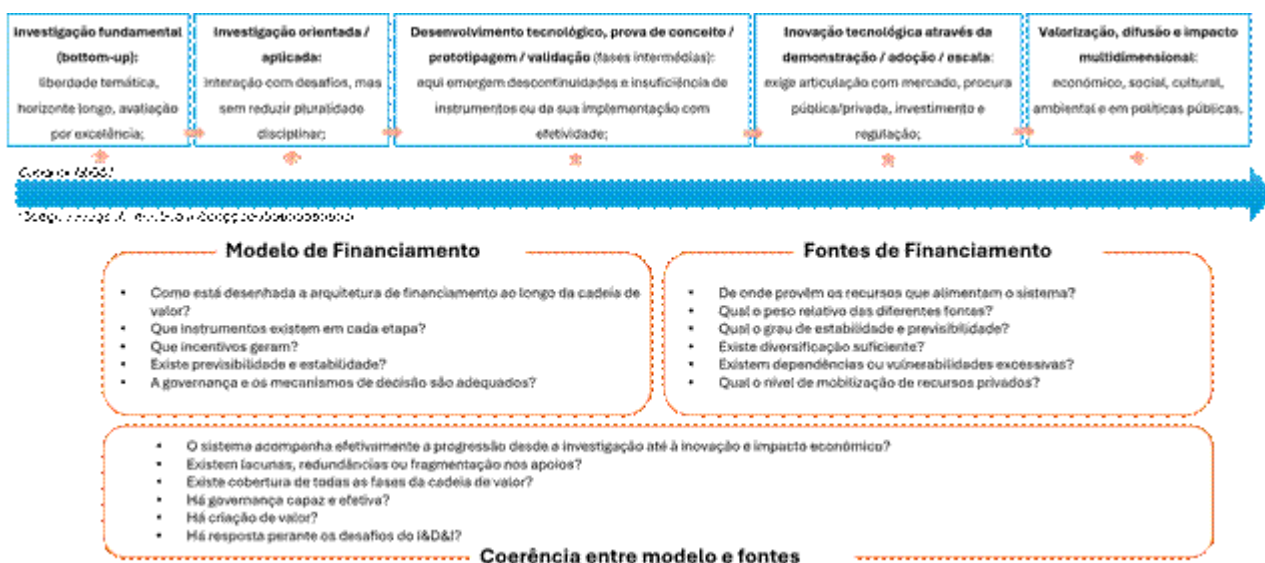 Investigação fundamental
(bottom-up):
liberdade temática,
horizonte longo, avaliação
por excelência;
Investigação orientada /
aplicada:
interação com desafios, mas
sem reduzir pluralidade
disciplinar;
Desenvolvimento tecnológico, prova de conceito /
prototipagem / validação (fases intermédias):
aqui emergem descontinuidades e insuficiência de
instrumentos ou da sua implementação com
efetividade;
Inovação tecnológica através da
demonstração / adoção / escala:
exige articulação com mercado, procura
pública/privada, investimento e
regulação;
Valorização, difusão e impacto
multidimensional:
económico, social, cultural,
ambiental e em políticas públicas.
Modelo de Financiamento
• Como está desenhada a arquitetura de financiamento ao longo da cadeia de
valor?
• Que instrumentos existem em cada etapa?
• Que incentivos geram?
• Existe previsibilidade e estabilidade?
• A governança e os mecanismos de decisão são adequados?
Fontes de Financiamento
• De onde provêm os recursos que alimentam o sistema?
• Qual o peso relativo das diferentes fontes?
• Qual o grau de estabilidade e previsibilidade?
• Existe diversificação suficiente?
• Existem dependências ou vulnerabilidades excessivas?
• Qual o nível de mobilização de recursos privados?
• O sistema acompanha efetivamente a progressão desde a investigação até à inovação e impacto económico?
• Existem lacunas, redundâncias ou fragmentação nos apoios?
• Existe cobertura de todas as fases da cadeia de valor?
• Há governança capaz e efetiva?
• Há criação de valor?
• Há resposta perante os desafios do I&D&I?
Coerência entre modelo e fontes